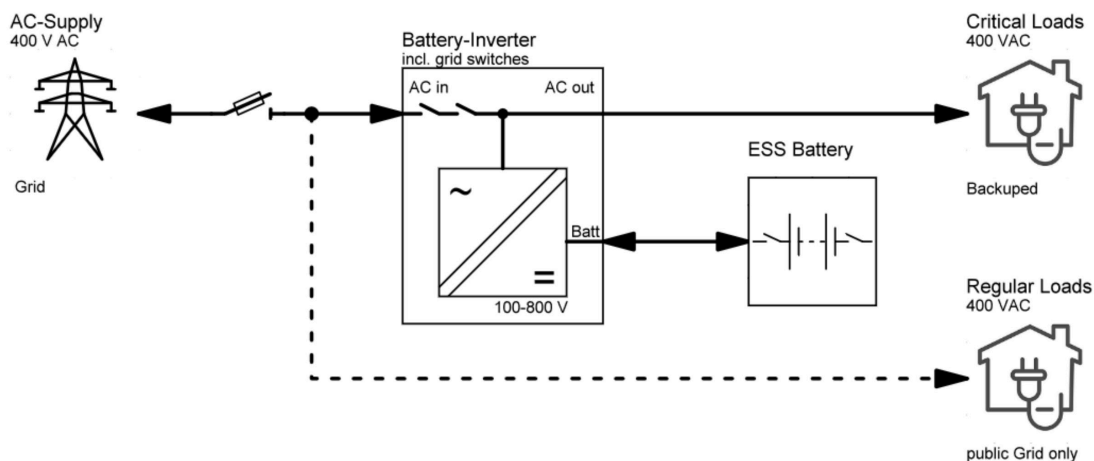 AC-Supply
400 V AC
Grid
Battery-Inverter
incl. grid switches
AC in
AC out
~
=
Batt
100-800 V
ESS Battery
Critical Loads
400 VAC
Backuped
Regular Loads
400 VAC
public Grid only